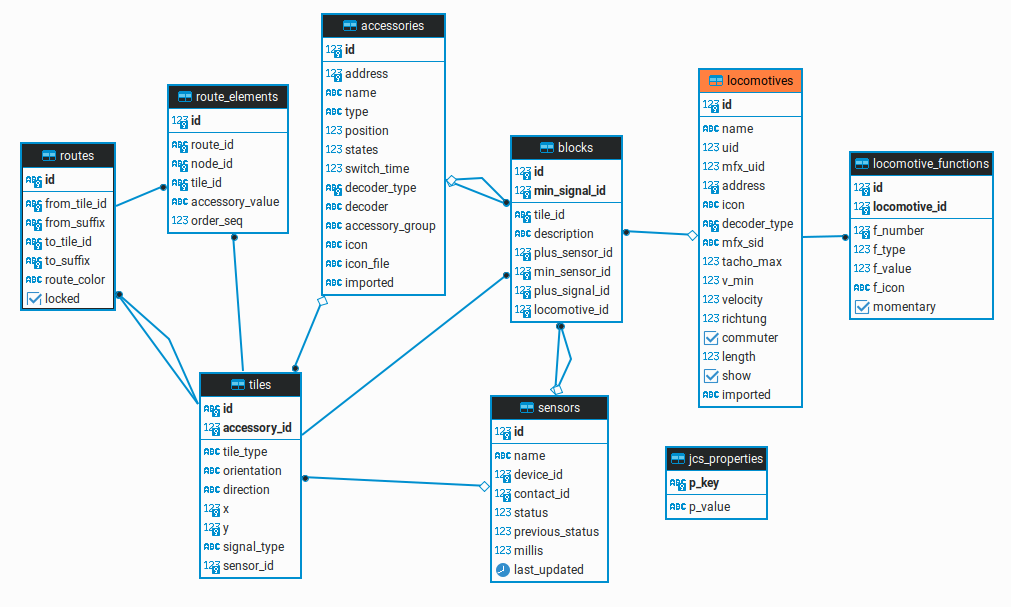 routes
id
from_tile_id
from_suffix
to_tile_id
to_suffix
route_color
locked
route_elements
id
route_id
node_id
tile_id
accessory_value
order_seq
accessories
id
address
name
type
position
states
switch_time
decoder_type
decoder
accessory_group
icon
icon_file
imported
blocks
id
min_signal_id
tile_id
description
plus_sensor_id
min_sensor_id
plus_signal_id
locomotive_id
locomotives
id
name
uid
mfx_uid
address
icon
decoder_type
mfx_sid
tacho_max
v_min
velocity
richtung
commuter
length
show
imported
locomotive_functions
id
locomotive_id
f_number
f_type
f_value
f_icon
momentary
tiles
id
accessory_id
tile_type
orientation
direction
x
y
signal_type
sensor_id
sensors
id
name
device_id
contact_id
status
previous_status
millis
last_updated
jcs_properties
p_key
p_value